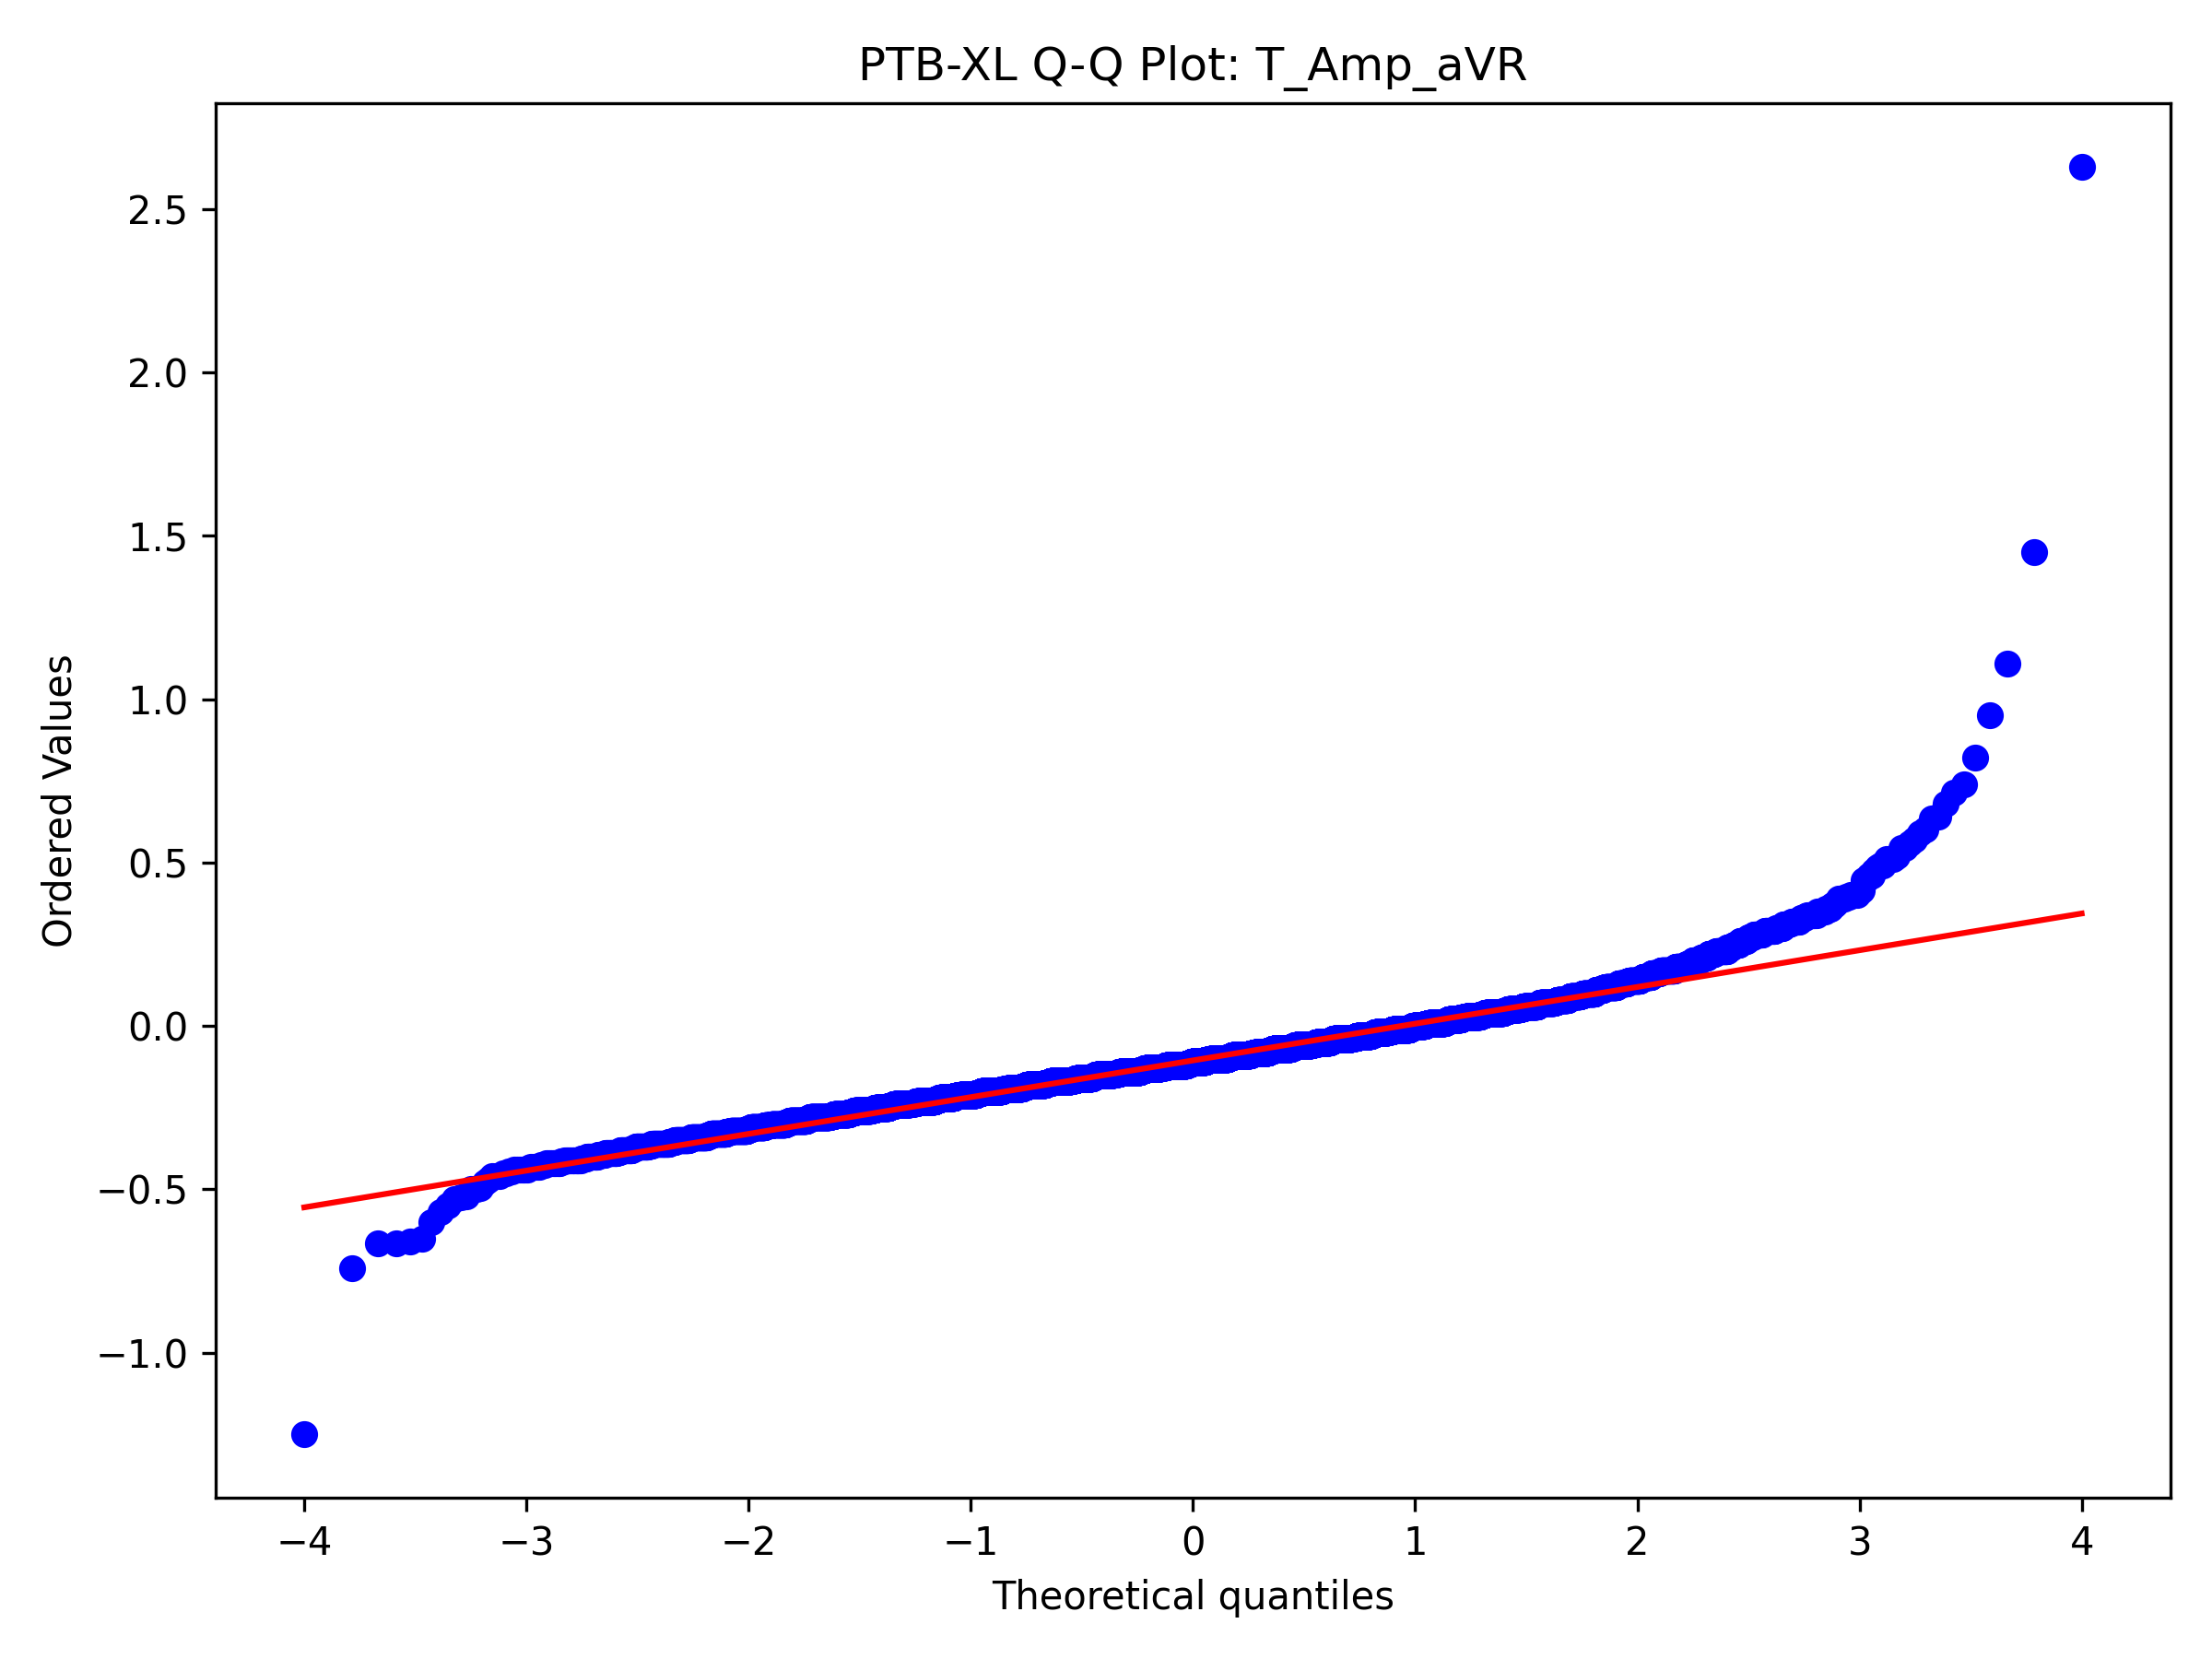 PTB-XL Q-Q Plot: T_Amp_aVR
2.5
2.0
1.5
1.0
0.5
0.0
−0.5
−1.0
Ordered Values
−4 −3 −2 −1 0 1 2 3 4
Theoretical quantiles